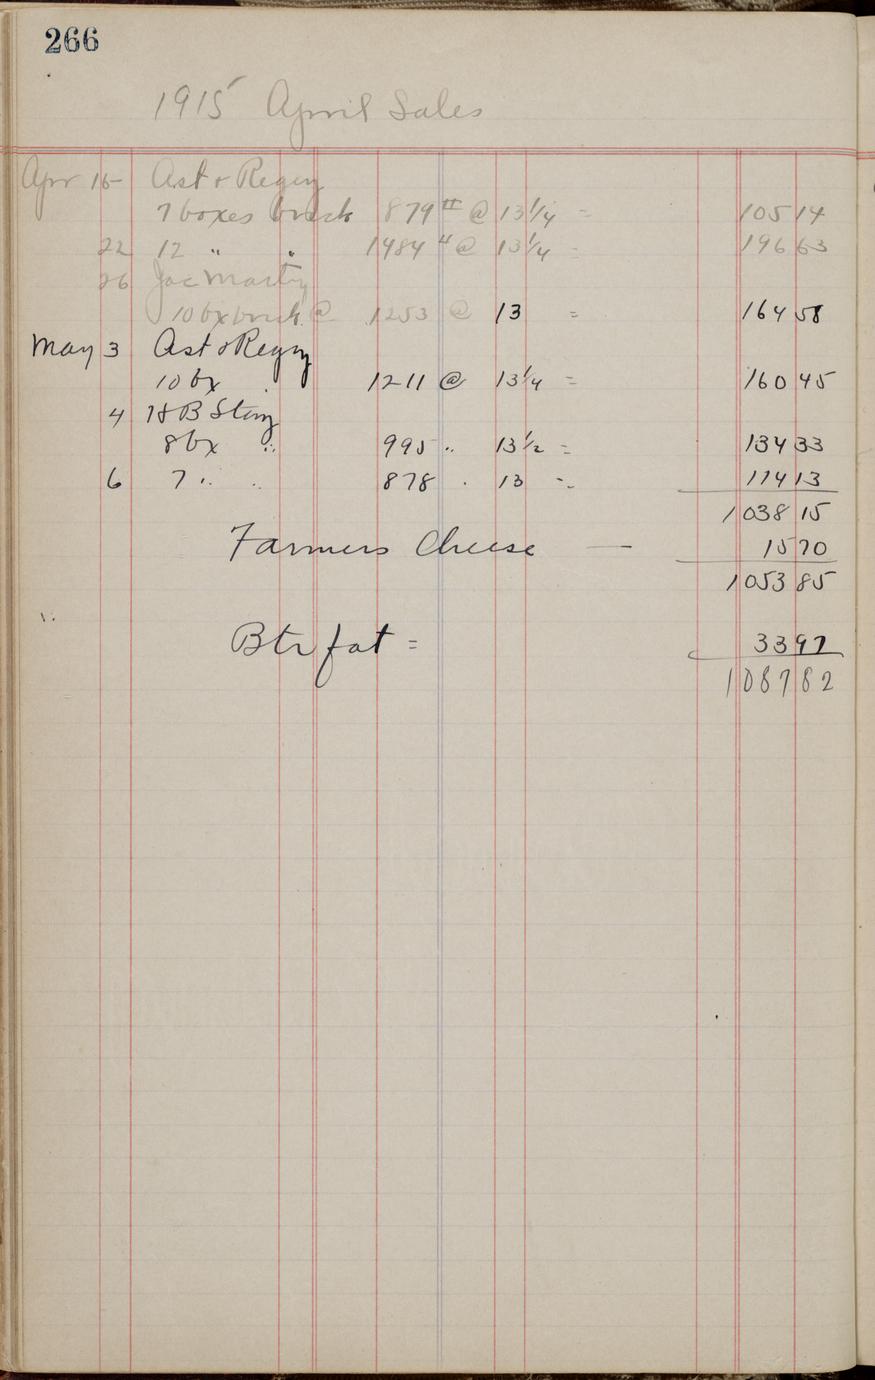 266
1915 April Sales
Apr 15 Ast & Regez
7 boxes brick 879 # @ 13 1/4 = 105 14
22 12 " " 1484 # @ 13 1/4 = 196 63
26 Jac Marty
10 bx brick @ 1253 @ 13 = 164 58
May 3 Ast & Regez
10 bx " 1211 @ 13 1/4 = 160 45
4 H B Stanz
8 bx " 995 " 13 1/2 = 134 33
6 7 " " 878 " 13 = 114 13
1038 15
Farmers Cheese — 15 70
1053 85
Btr fat = 33 97
1087 82